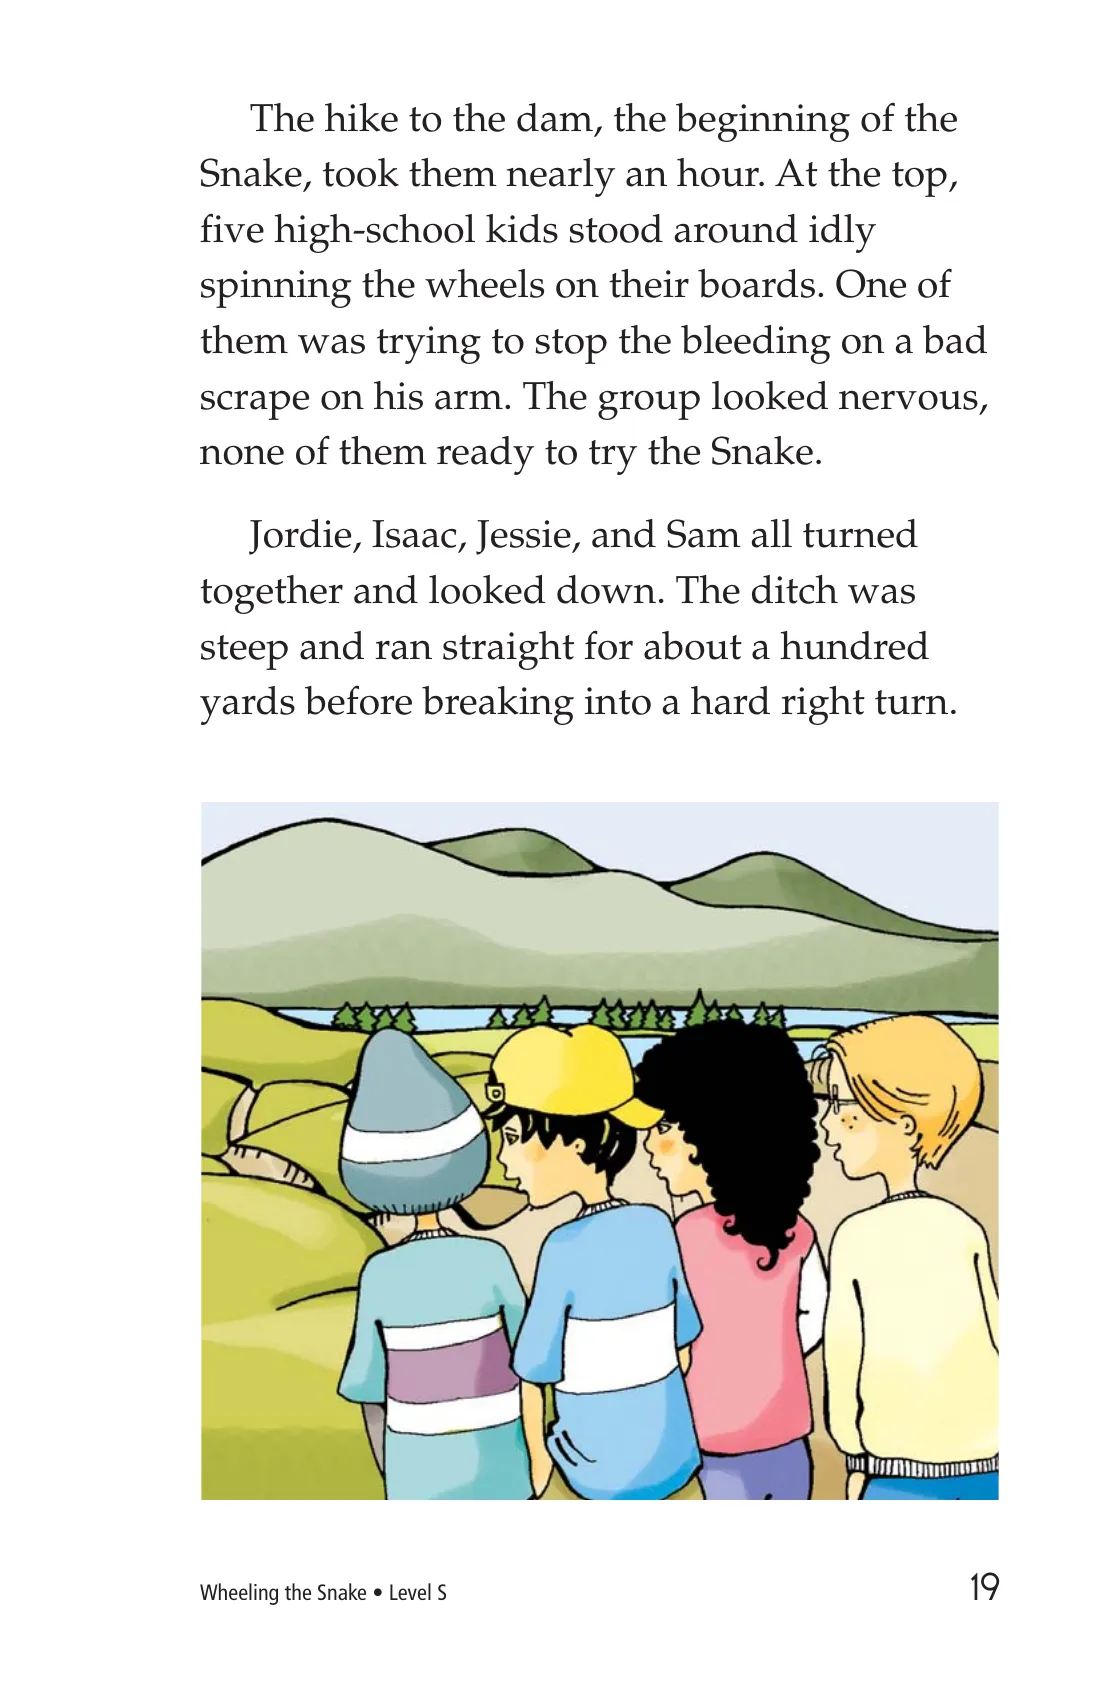 The hike to the dam, the beginning of the
Snake, took them nearly an hour. At the top,
five high-school kids stood around idly
spinning the wheels on their boards. One of
them was trying to stop the bleeding on a bad
scrape on his arm. The group looked nervous,
none of them ready to try the Snake.
Jordie, Isaac, Jessie, and Sam all turned
together and looked down. The ditch was
steep and ran straight for about a hundred
yards before breaking into a hard right turn.
Wheeling the Snake • Level S
19